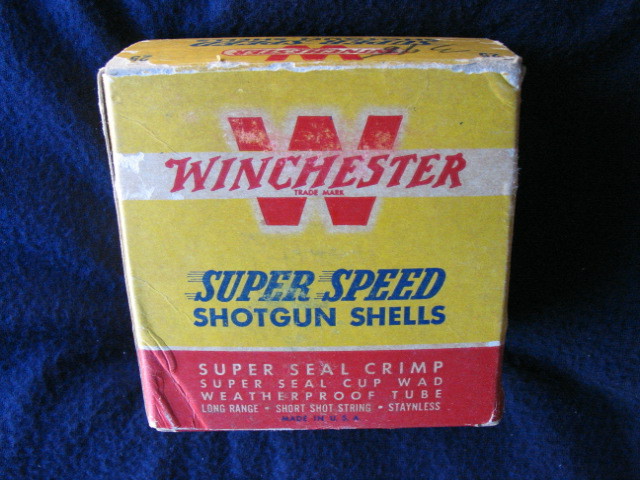 25
WINCHESTER
TRADE MARK
SUPER SPEED
SHOTGUN SHELLS
SUPER SEAL CRIMP
SUPER SEAL CUP WAD
WEATHERPROOF TUBE
LONG RANGE • SHORT SHOT STRING • STAYNLESS
MADE IN U. S. A.